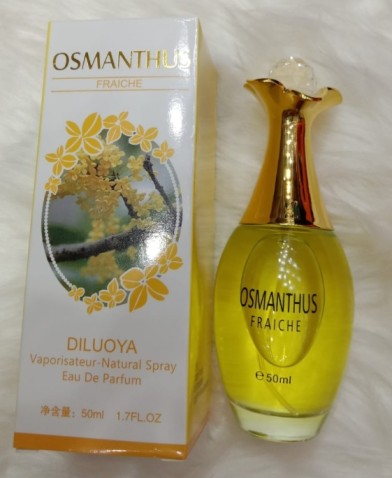 OSMANTHUS
FRAICHE
DILUOYA
Vaporisateur-Natural Spray
Eau De Parfum
净含量: 50ml 1.7FL.OZ
OSMANTHUS
FRAICHE
℮50ml